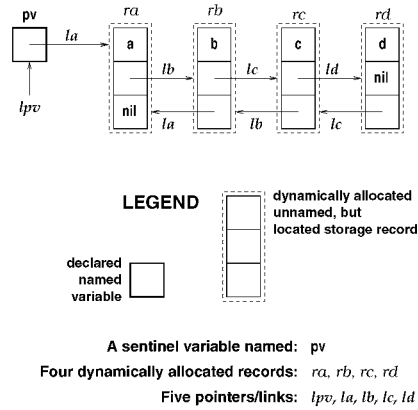 pv la ra rb rc rd
a b c d
lb lc ld nil
lpv nil la lb lc
LEGEND
dynamically allocated
unnamed, but
located storage record
declared
named
variable
A sentinel variable named: pv
Four dynamically allocated records: ra, rb, rc, rd
Five pointers/links: lpv, la, lb, lc, ld